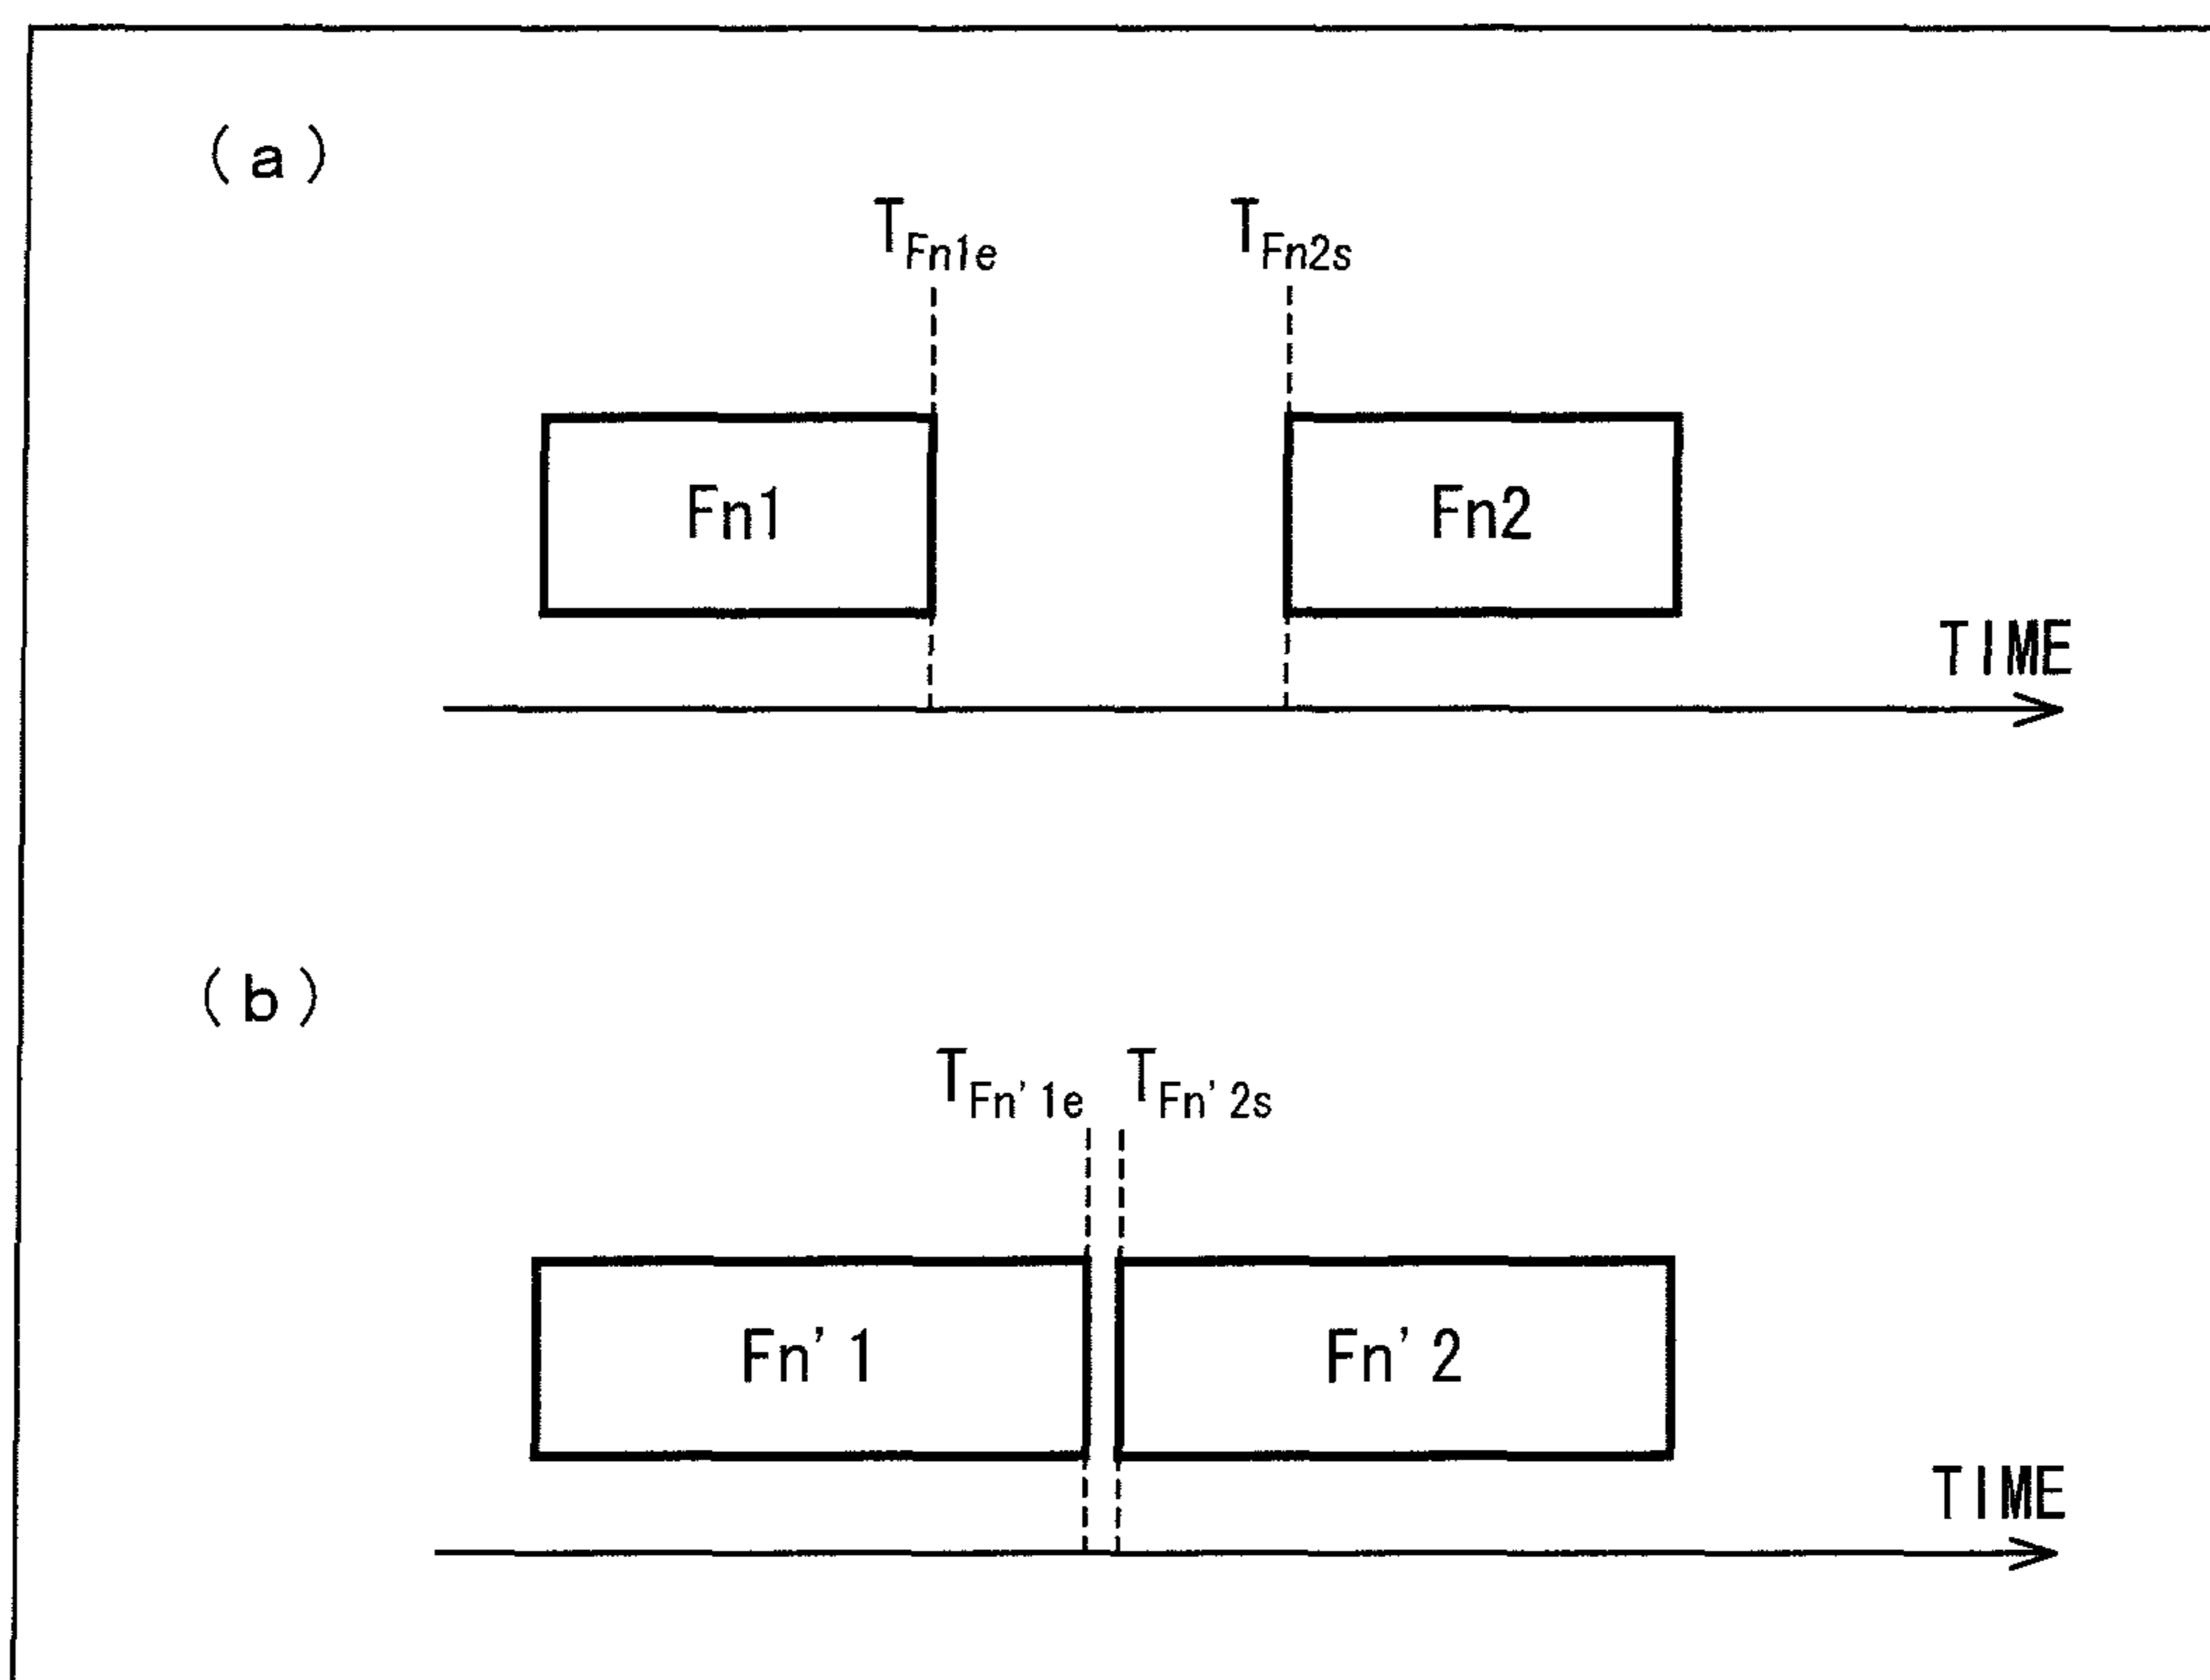 (a)
TFn1e TFn2s
Fn1 Fn2
TIME
(b)
TFn'1e TFn'2s
Fn'1 Fn'2
TIME